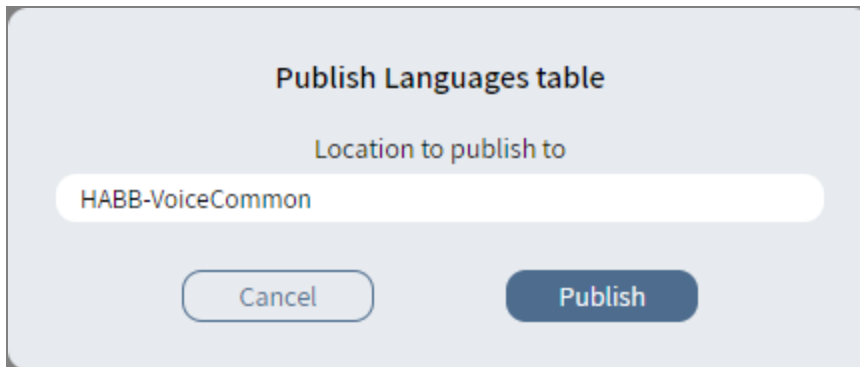 Publish Languages table
Location to publish to
HABB-VoiceCommon
Cancel
Publish